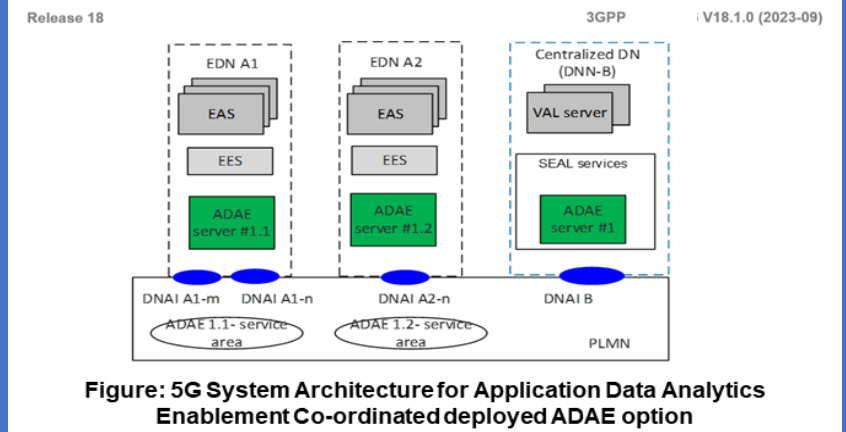 Release 18
3GPP
V18.1.0 (2023-09)
EDN A1
EAS
EES
ADAE
server #1.1
EDN A2
EAS
EES
ADAE
server #1.2
Centralized DN
(DNN-B)
VAL server
SEAL services
ADAE
server #1
DNAI A1-m
DNAI A1-n
DNAI A2-n
DNAI B
ADAE 1.1- service
area
ADAE 1.2- service
area
PLMN
Figure: 5G System Architecture for Application Data Analytics
Enablement Co-ordinated deployed ADAE option